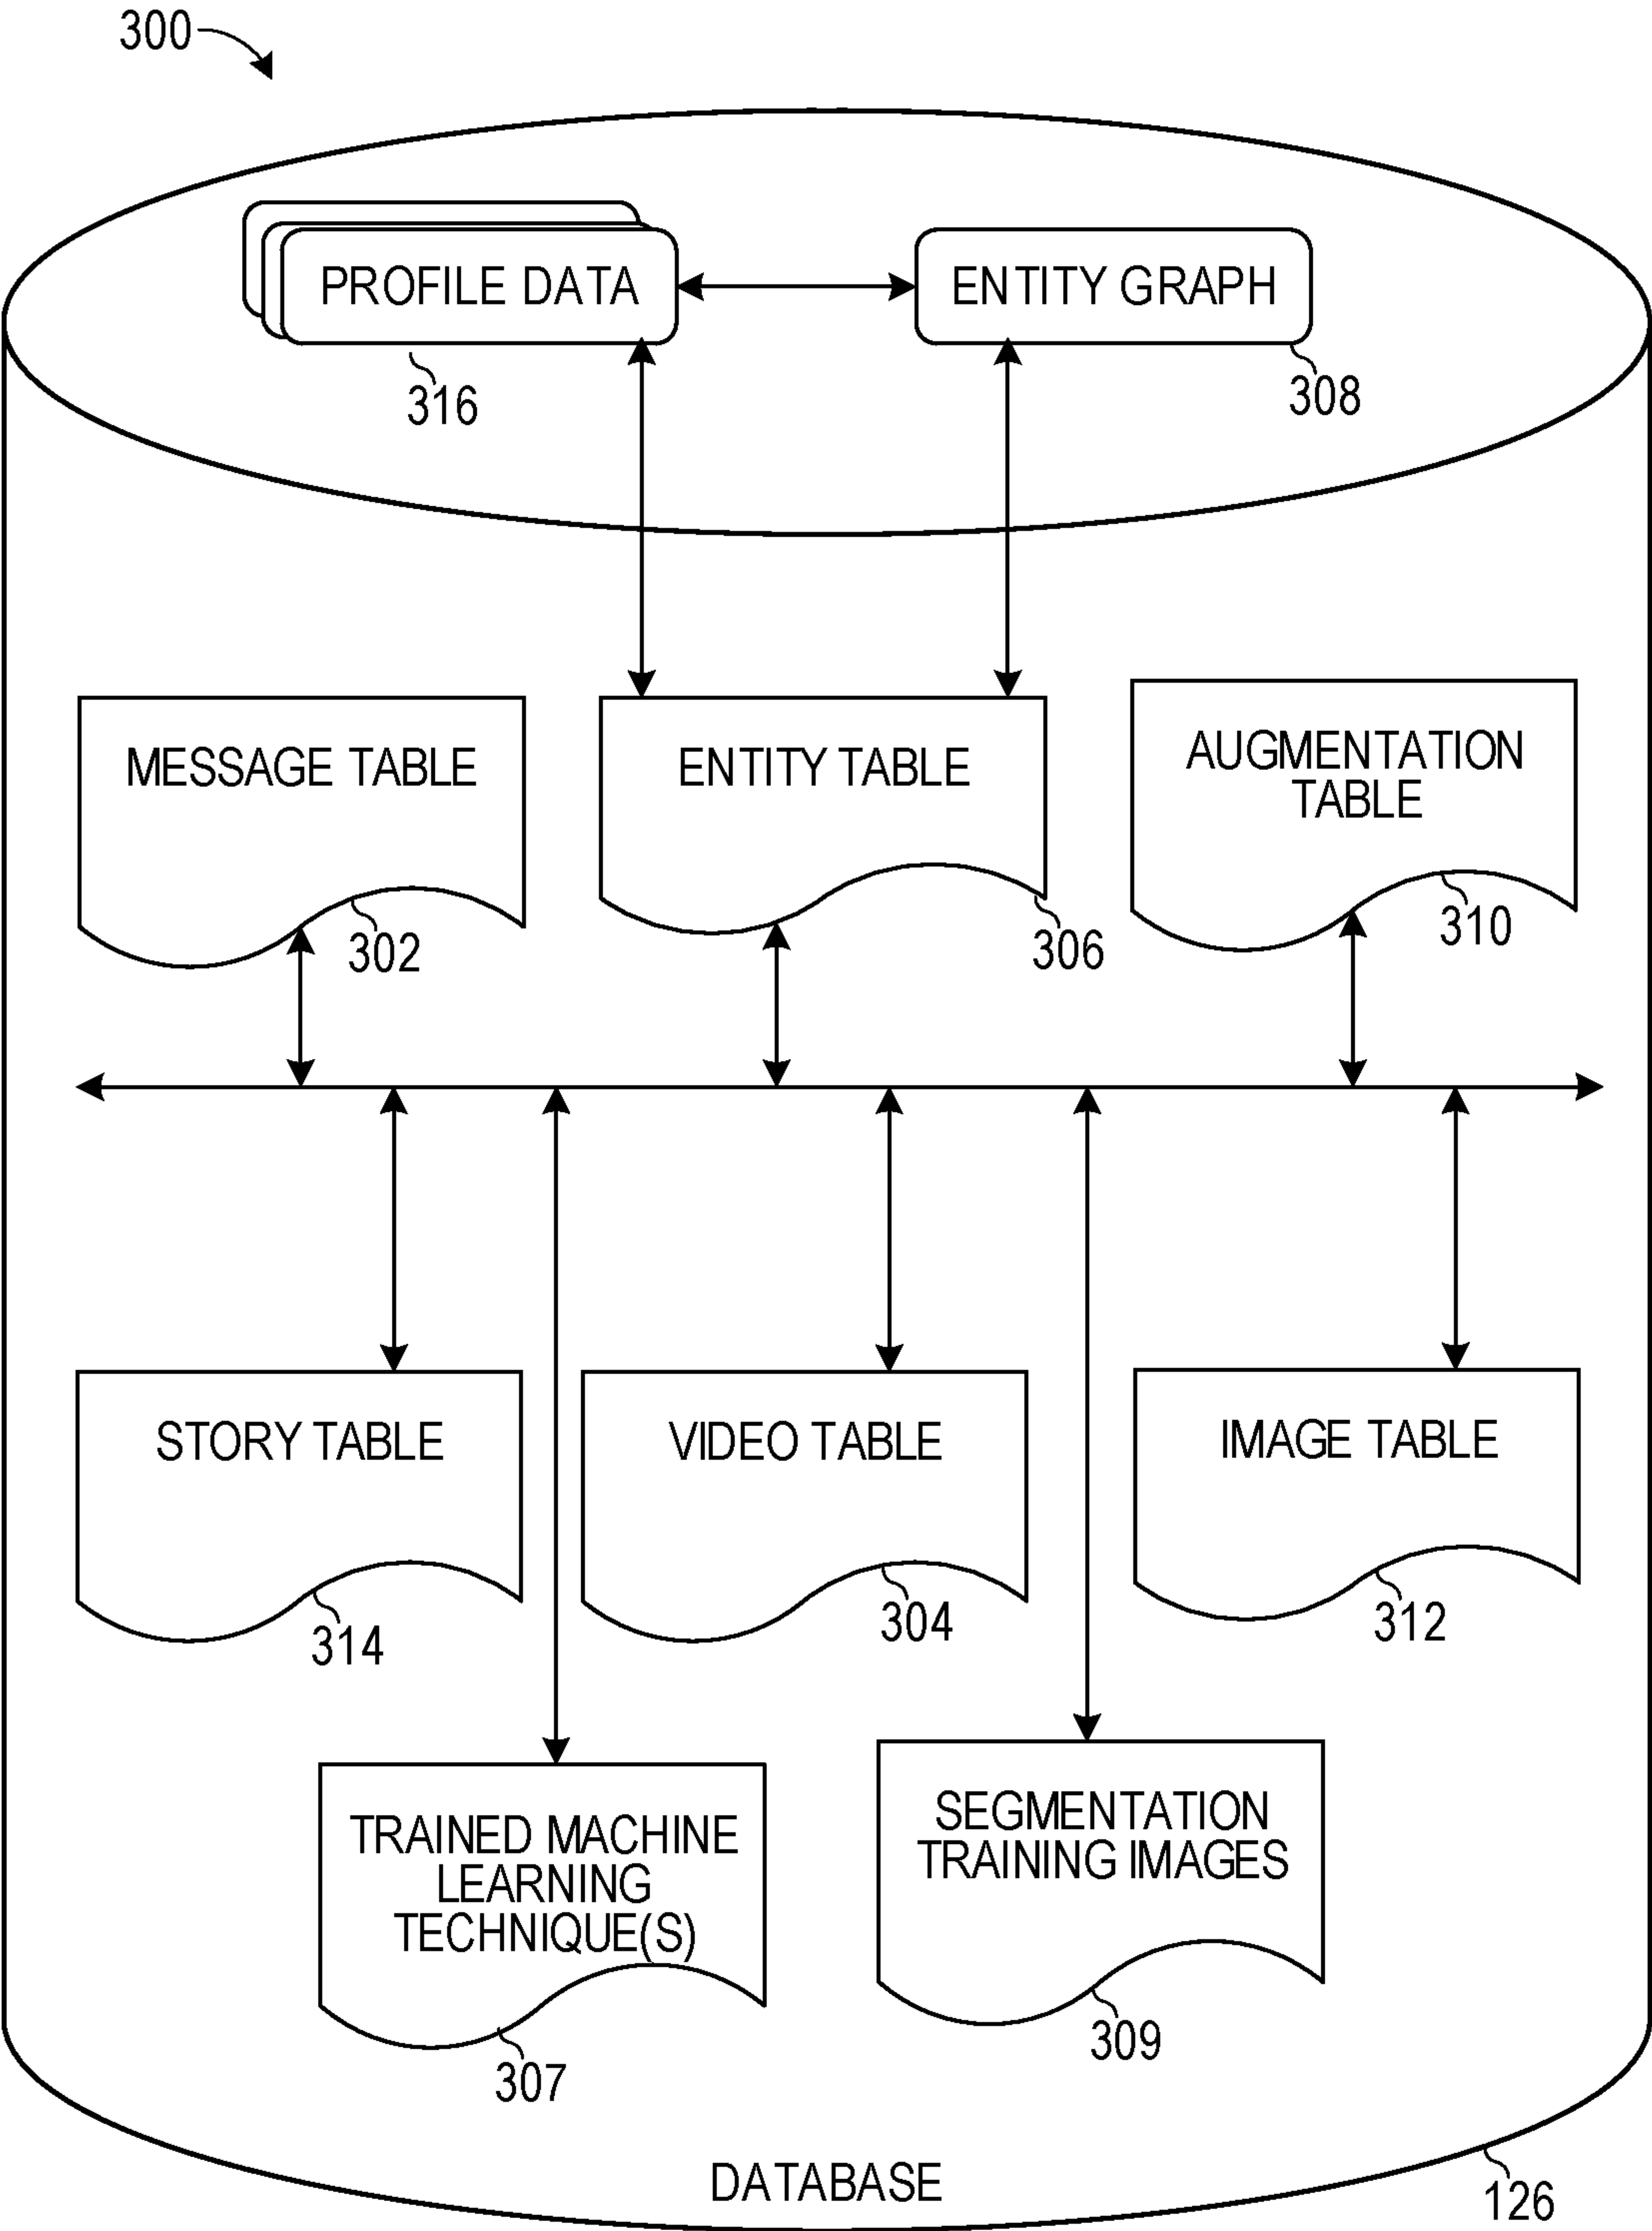 300
PROFILE DATA
ENTITY GRAPH
316
308
MESSAGE TABLE
ENTITY TABLE
AUGMENTATION
TABLE
302
306
310
STORY TABLE
VIDEO TABLE
IMAGE TABLE
314
304
312
TRAINED MACHINE
LEARNING
TECHNIQUE(S)
SEGMENTATION
TRAINING IMAGES
307
309
DATABASE
126